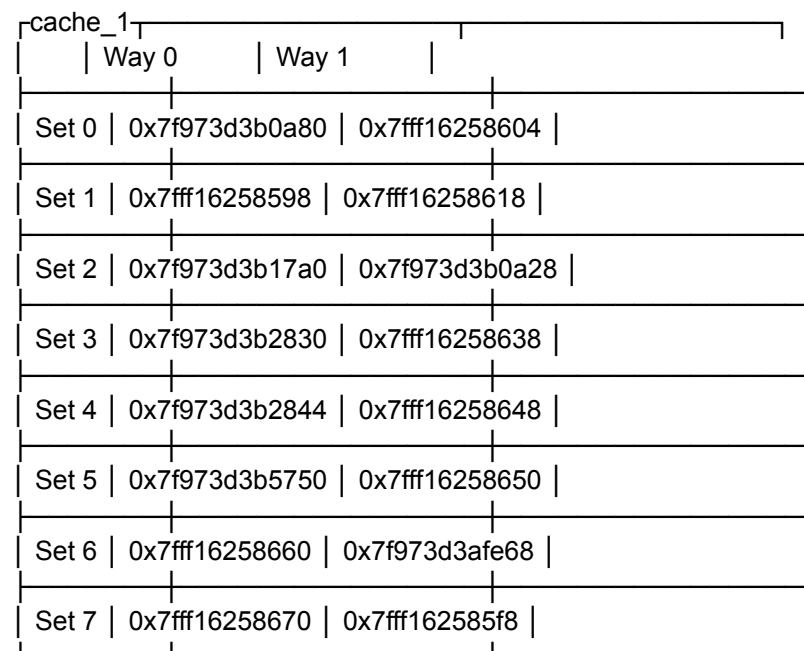 ┌cache_1┬──────────────────┬──────────────────┐
│ │ Way 0 │ Way 1 │
├────────┼──────────────────┼──────────────────
│ Set 0 │ 0x7f973d3b0a80 │ 0x7fff16258604 │
├────────┼──────────────────┼──────────────────
│ Set 1 │ 0x7fff16258598 │ 0x7fff16258618 │
├────────┼──────────────────┼──────────────────
│ Set 2 │ 0x7f973d3b17a0 │ 0x7f973d3b0a28 │
├────────┼──────────────────┼──────────────────
│ Set 3 │ 0x7f973d3b2830 │ 0x7fff16258638 │
├────────┼──────────────────┼──────────────────
│ Set 4 │ 0x7f973d3b2844 │ 0x7fff16258648 │
├────────┼──────────────────┼──────────────────
│ Set 5 │ 0x7f973d3b5750 │ 0x7fff16258650 │
├────────┼──────────────────┼──────────────────
│ Set 6 │ 0x7fff16258660 │ 0x7f973d3afe68 │
├────────┼──────────────────┼──────────────────
│ Set 7 │ 0x7fff16258670 │ 0x7fff162585f8 │